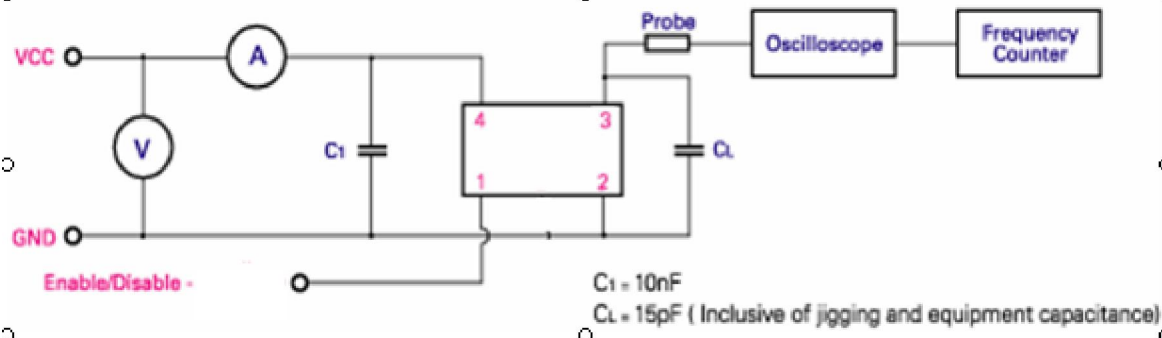 VCC
A
Probe
Oscilloscope
Frequency
Counter
V
C1
4
3
1
2
CL
GND
Enable/Disable -
C1 = 10nF
CL = 15pF ( Inclusive of jigging and equipment capacitance)